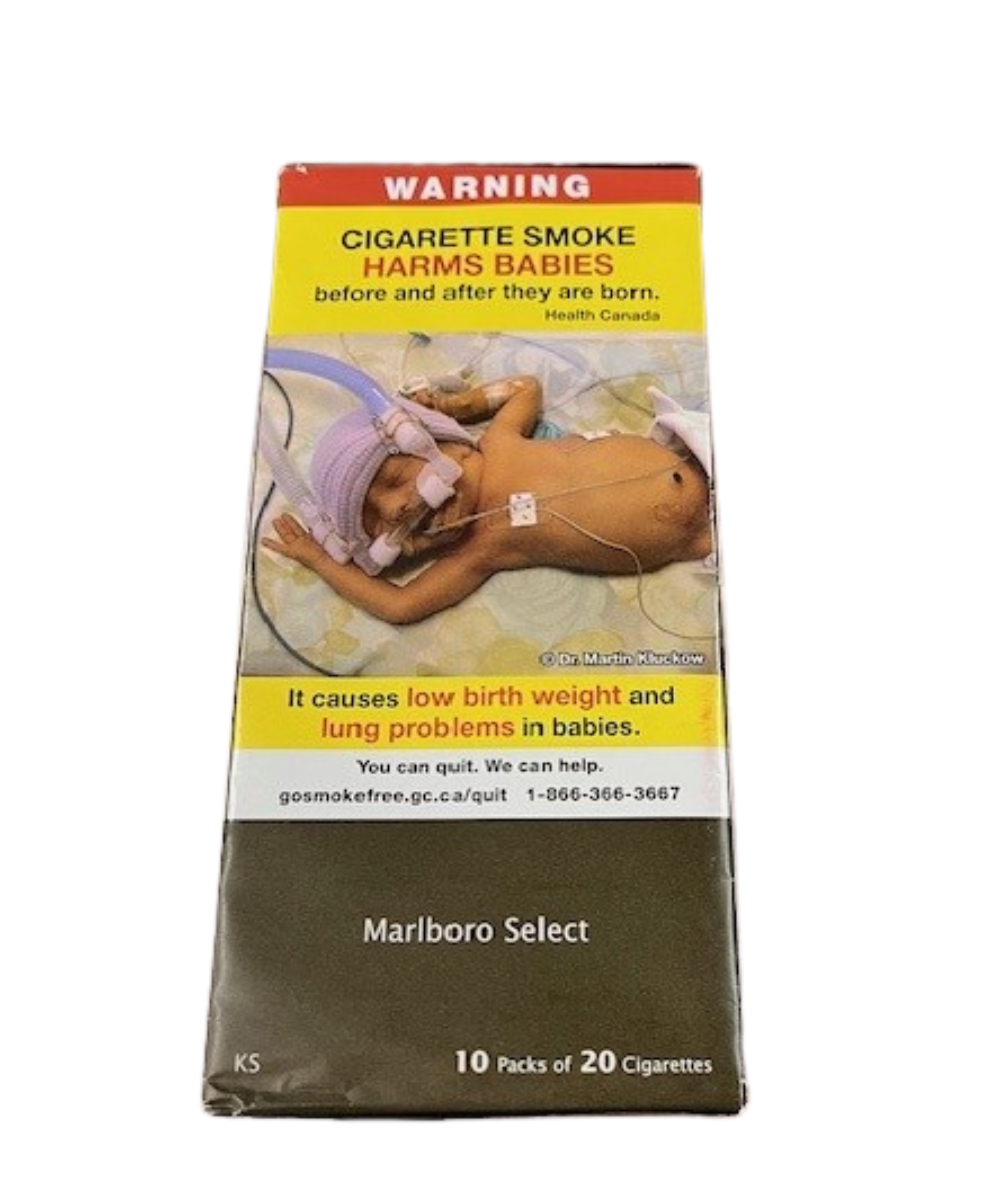 WARNING
CIGARETTE SMOKE
HARMS BABIES
before and after they are born.
Health Canada
© Dr. Martin Kluckow
It causes low birth weight and
lung problems in babies.
You can quit. We can help.
gosmokefree.gc.ca/quit 1-866-366-3667
Marlboro Select
KS 10 Packs of 20 Cigarettes